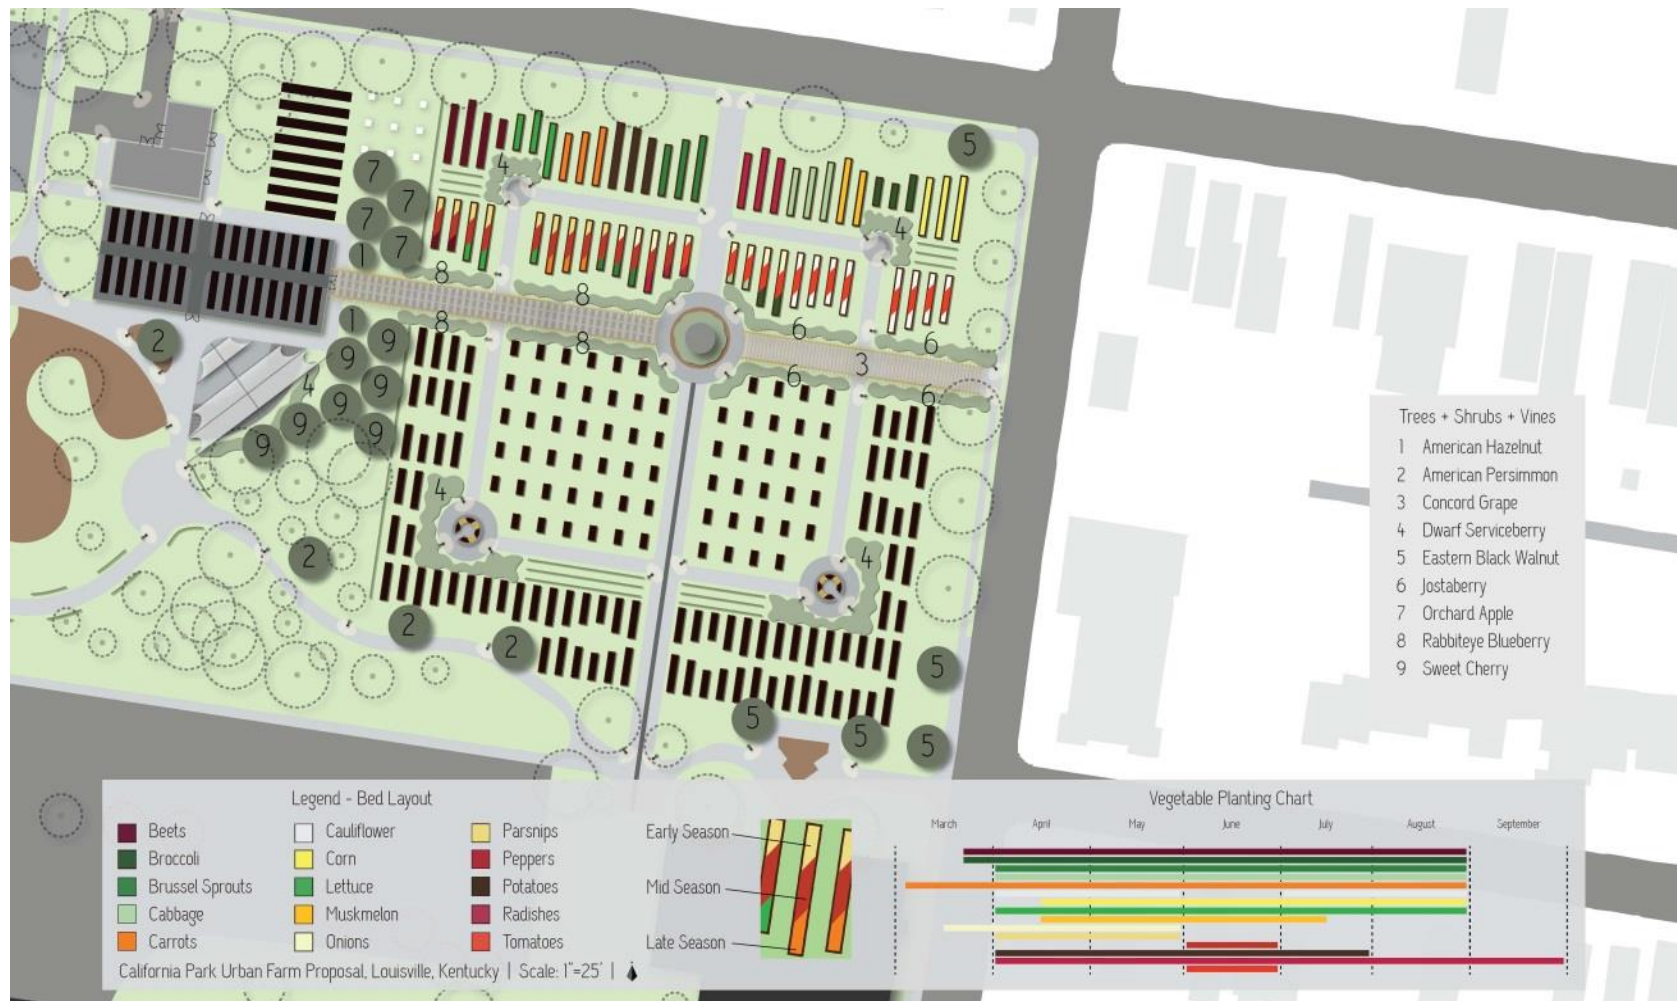 5
4
7
7
4
7
7
1
8
8
1
8
8
6
6
3
6
6
2
9
9
9
4
9
9
9
9
4
2
4
2
2
5
5
5
5
Trees + Shrubs + Vines
1 American Hazelnut
2 American Persimmon
3 Concord Grape
4 Dwarf Serviceberry
5 Eastern Black Walnut
6 Jostaberry
7 Orchard Apple
8 Rabbiteye Blueberry
9 Sweet Cherry
Legend - Bed Layout
Beets
Broccoli
Brussel Sprouts
Cabbage
Carrots
Cauliflower
Corn
Lettuce
Muskmelon
Onions
Parsnips
Peppers
Potatoes
Radishes
Tomatoes
Early Season
Mid Season
Late Season
California Park Urban Farm Proposal, Louisville, Kentucky | Scale: 1"=25' |
Vegetable Planting Chart
March April May June July August September